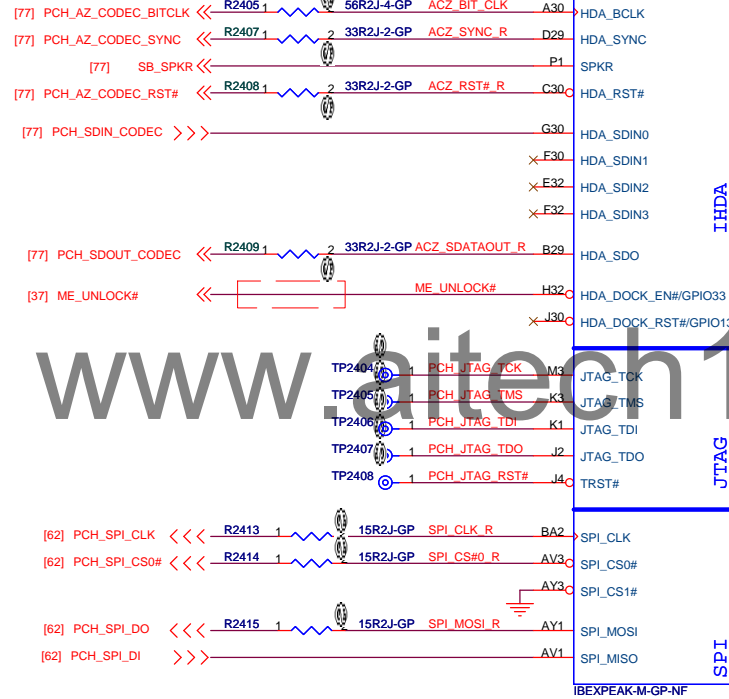 [77] PCH_AZ_CODEC_BITCLK R2405 1 56R2J-4-GP ACZ_BIT_CLK A30 HDA_BCLK
[77] PCH_AZ_CODEC_SYNC R2407 1 2 33R2J-2-GP ACZ_SYNC_R D29 HDA_SYNC
[77] SB_SPKR P1 SPKR
[77] PCH_AZ_CODEC_RST# R2408 1 2 33R2J-2-GP ACZ_RST#_R C30 HDA_RST#
[77] PCH_SDIN_CODEC G30 HDA_SDIN0
F30 HDA_SDIN1
E32 HDA_SDIN2
F32 HDA_SDIN3
IHDA
[77] PCH_SDOUT_CODEC R2409 1 2 33R2J-2-GP ACZ_SDATAOUT_R B29 HDA_SDO
[37] ME_UNLOCK# ME_UNLOCK# H32 HDA_DOCK_EN#/GPIO33
J30 HDA_DOCK_RST#/GPIO13
www.aitech1
TP2404 1 PCH_JTAG_TCK M3 JTAG_TCK
TP2405 1 PCH_JTAG_TMS K3 JTAG_TMS
TP2406 1 PCH_JTAG_TDI K1 JTAG_TDI
TP2407 1 PCH_JTAG_TDO J2 JTAG_TDO
TP2408 1 PCH_JTAG_RST# J4 TRST#
JTAG
[62] PCH_SPI_CLK R2413 1 15R2J-GP SPI_CLK_R BA2 SPI_CLK
[62] PCH_SPI_CS0# R2414 1 2 15R2J-GP SPI_CS#0_R AV3 SPI_CS0#
AY3 SPI_CS1#
[62] PCH_SPI_DO R2415 1 2 15R2J-GP SPI_MOSI_R AY1 SPI_MOSI
[62] PCH_SPI_DI AV1 SPI_MISO
SPI
IBEXPEAK-M-GP-NF